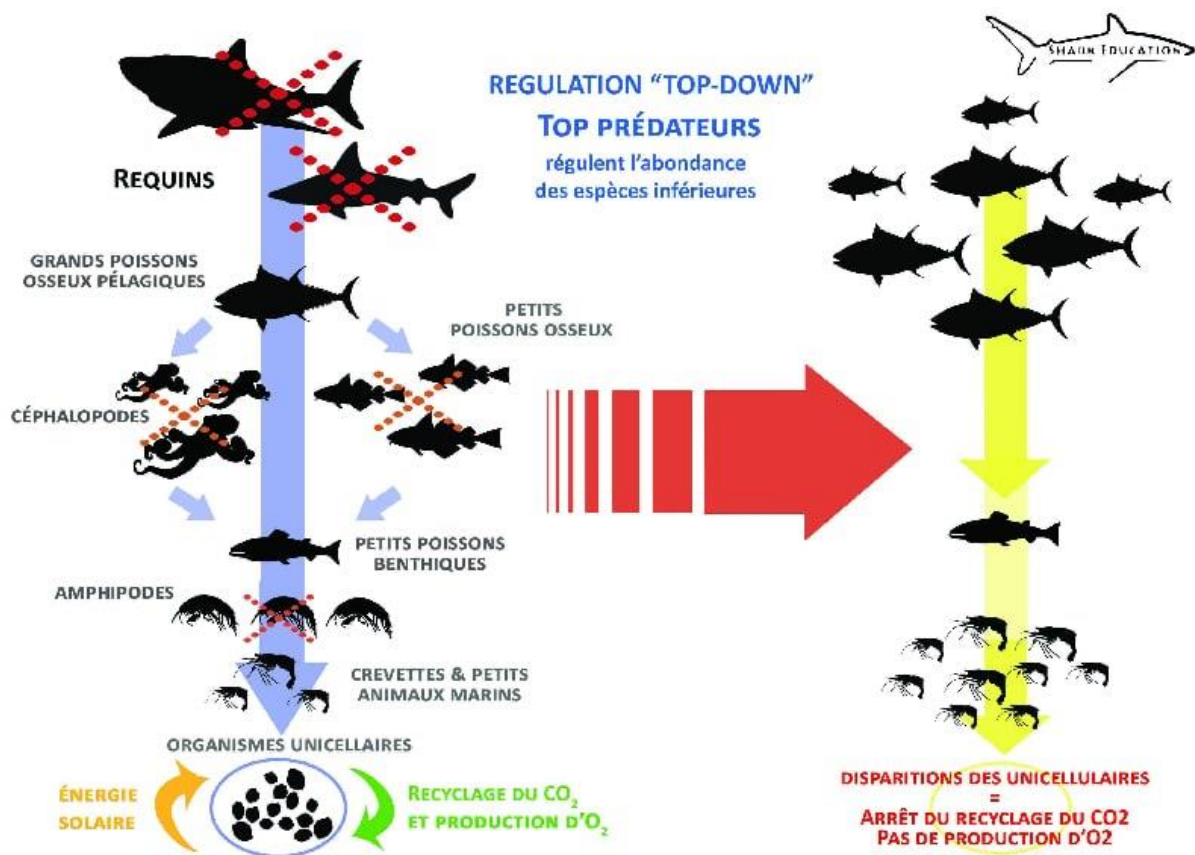 SHARK EDUCATION
REGULATION "TOP-DOWN"
TOP PRÉDATEURS
régulent l'abondance
des espèces inférieures
REQUINS
GRANDS POISSONS
OSSEUX PÉLAGIQUES
PETITS
POISSONS OSSEUX
CÉPHALOPODES
PETITS POISSONS
BENTHIQUES
AMPHIPODES
CREVETTES & PETITS
ANIMAUX MARINS
ORGANISMES UNICELLAIRES
ÉNERGIE
SOLAIRE
RECYCLAGE DU CO₂
ET PRODUCTION D'O₂
DISPARITIONS DES UNICELLULAIRES
=
ARRÊT DU RECYCLAGE DU CO2
PAS DE PRODUCTION D'O2